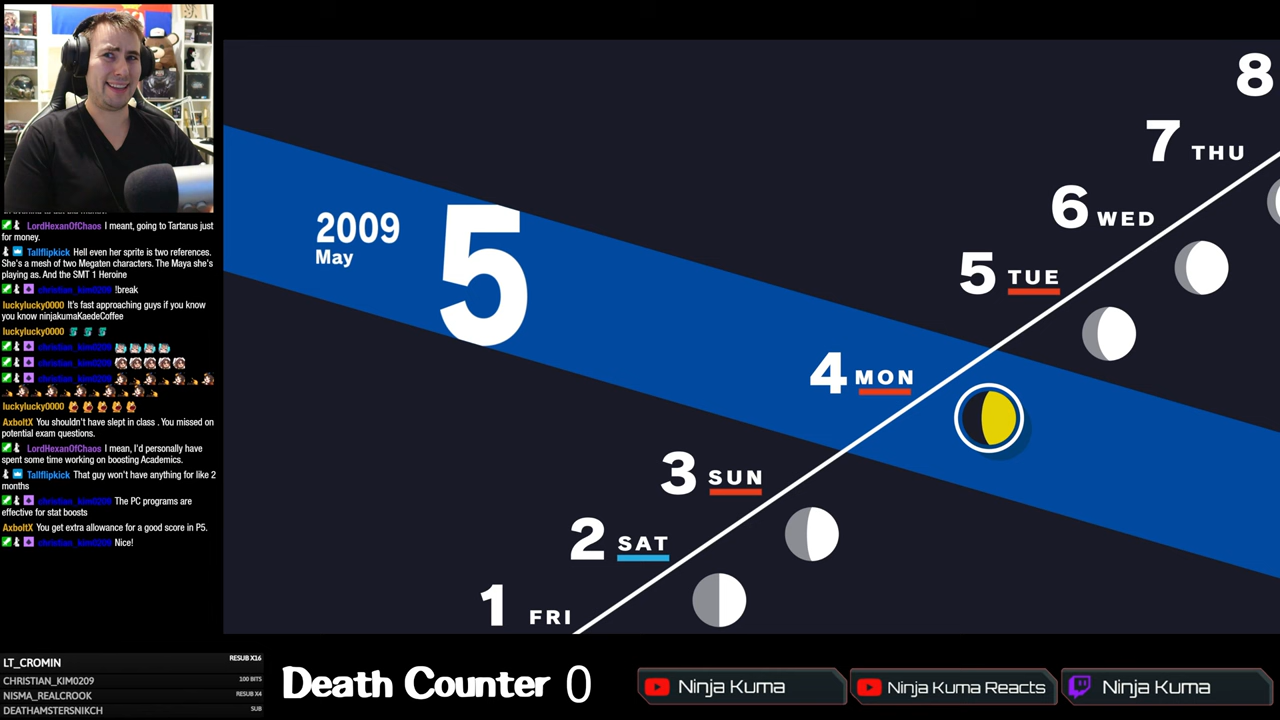 LordHexanOfChaos I meant, going to Tartarus just
for money.
Tallflipkick Hell even her sprite is two references.
She's a mesh of two Megaten characters. The Maya she's
playing as. And the SMT 1 Heroine
christian_kim0209 !break
luckylucky0000 It's fast approaching guys if you know
you know ninjakumaKaedeCoffee
luckylucky0000
christian_kim0209
christian_kim0209
christian_kim0209
luckylucky0000
AxboltX You shouldn't have slept in class . You missed on
potential exam questions.
LordHexanOfChaos I mean, I'd personally have
spent some time working on boosting Academics.
Tallflipkick That guy won't have anything for like 2
months
christian_kim0209 The PC programs are
effective for stat boosts
AxboltX You get extra allowance for a good score in P5.
christian_kim0209 Nice!
2009
May
5
8
7 THU
6 WED
5 TUE
4 MON
3 SUN
2 SAT
1 FRI
LT_CROMIN RESUB X16
CHRISTIAN_KIM0209 100 BITS
NISMA_REALCROOK RESUB X4
DEATHAMSTERSNIKCH SUB
Death Counter 0
Ninja Kuma
Ninja Kuma Reacts
Ninja Kuma